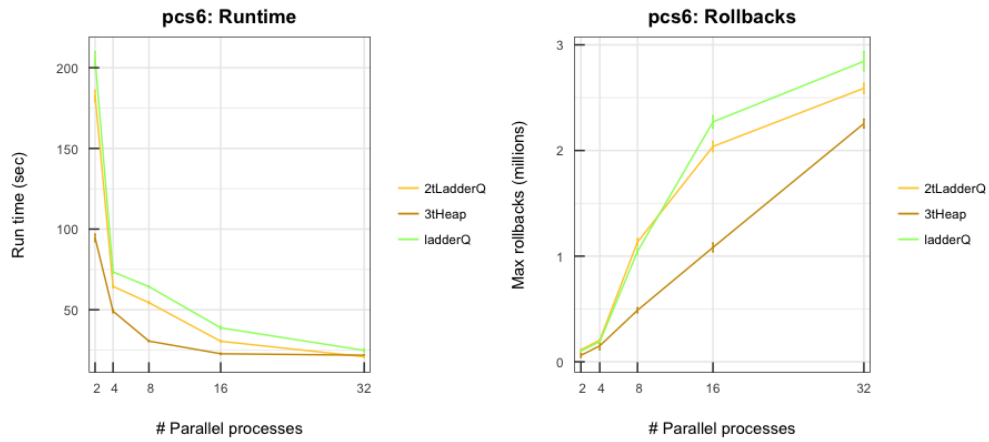 pcs6: Runtime
Run time (sec)
200
150
100
50
2 4 8 16 32
# Parallel processes
2tLadderQ
3tHeap
ladderQ
pcs6: Rollbacks
Max rollbacks (millions)
3
2
1
0
2 4 8 16 32
# Parallel processes
2tLadderQ
3tHeap
ladderQ